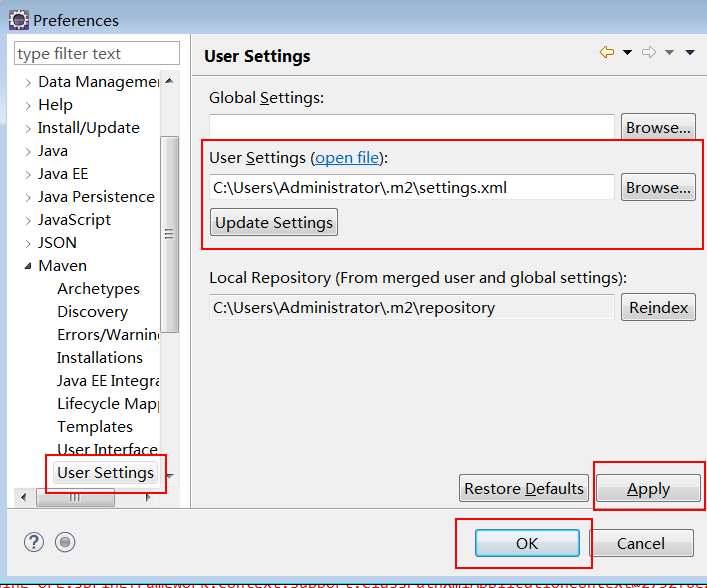 Preferences
type filter text
Data Managemen
Help
Install/Update
Java
Java EE
Java Persistence
JavaScript
JSON
Maven
Archetypes
Discovery
Errors/Warning
Installations
Java EE Integra
Lifecycle Mapp
Templates
User Interface
User Settings
User Settings
Global Settings:
Browse...
User Settings (open file):
C:\Users\Administrator\.m2\settings.xml
Browse...
Update Settings
Local Repository (From merged user and global settings):
C:\Users\Administrator\.m2\repository
Reindex
Restore Defaults
Apply
OK
Cancel